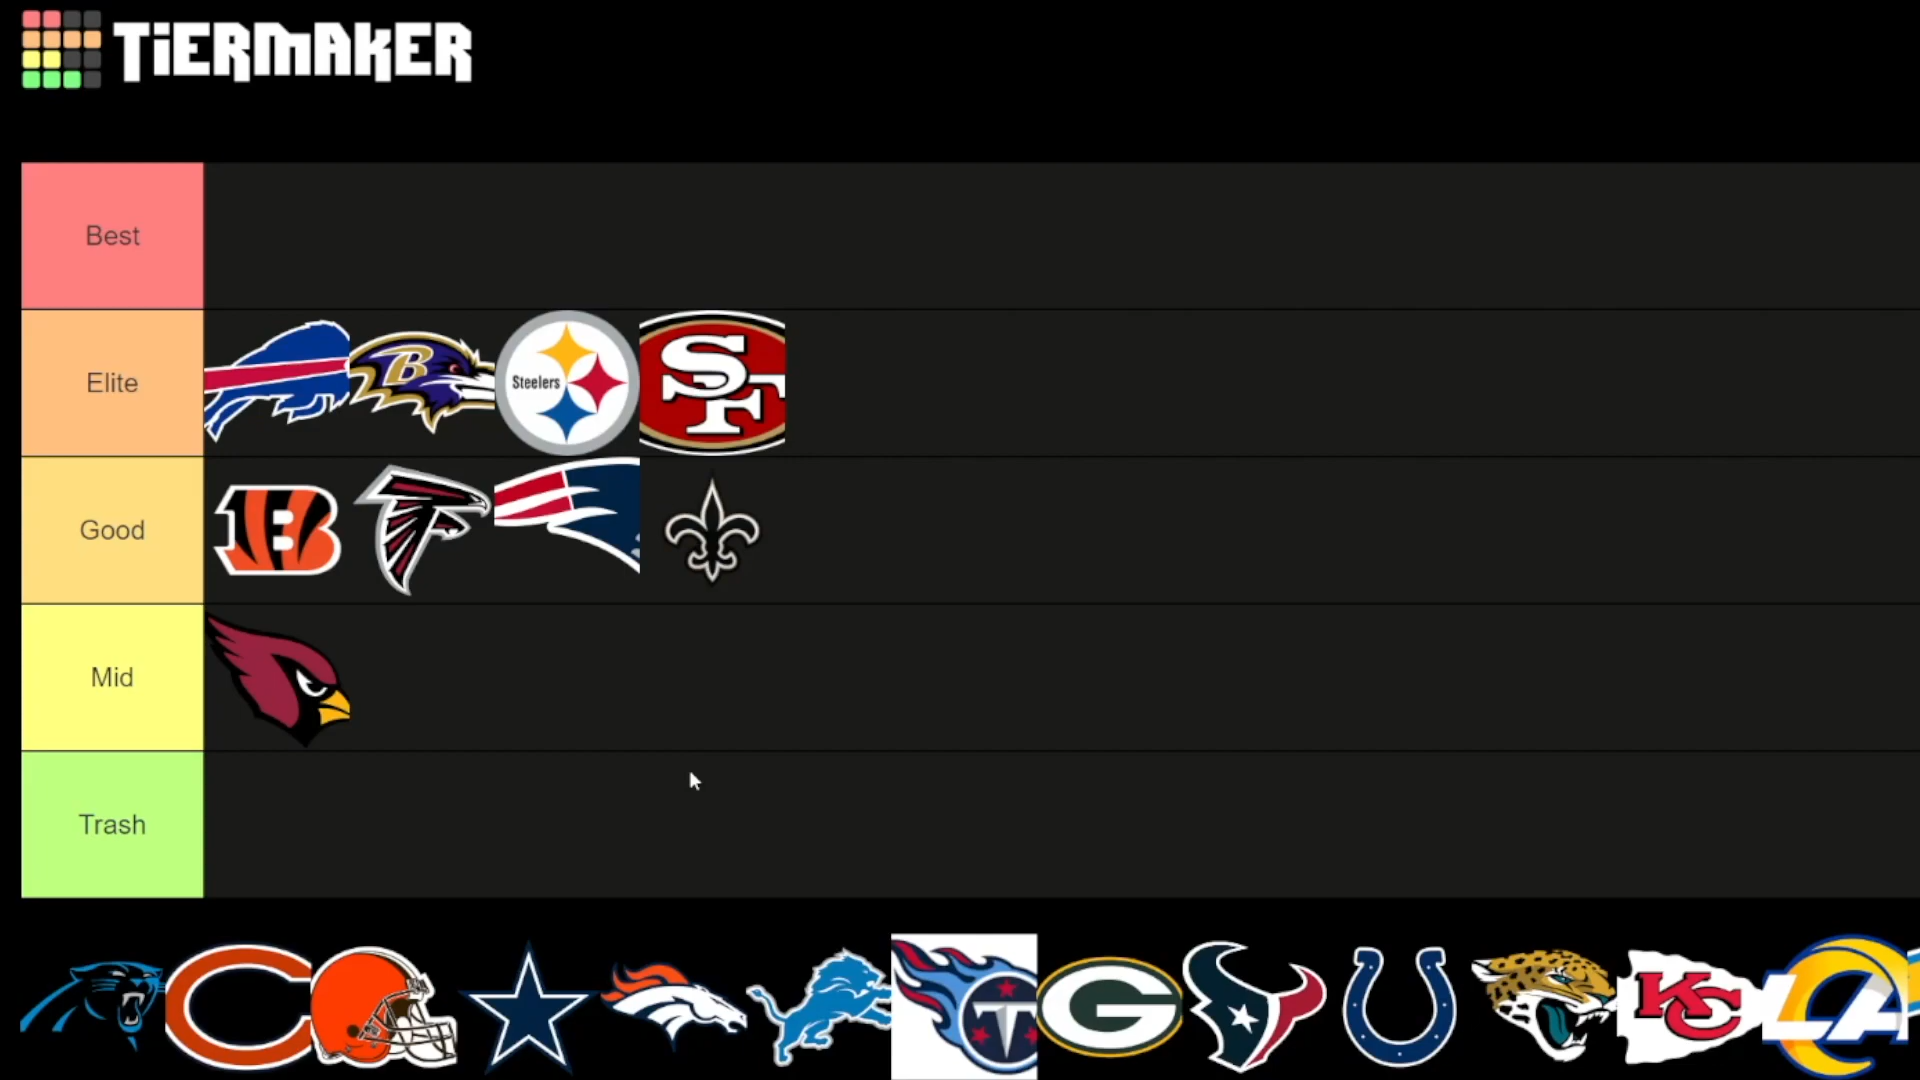 TiERMAKER
Best
Elite
B
Steelers
SF
Good
B
Mid
Trash
C
T
G
KC
LA